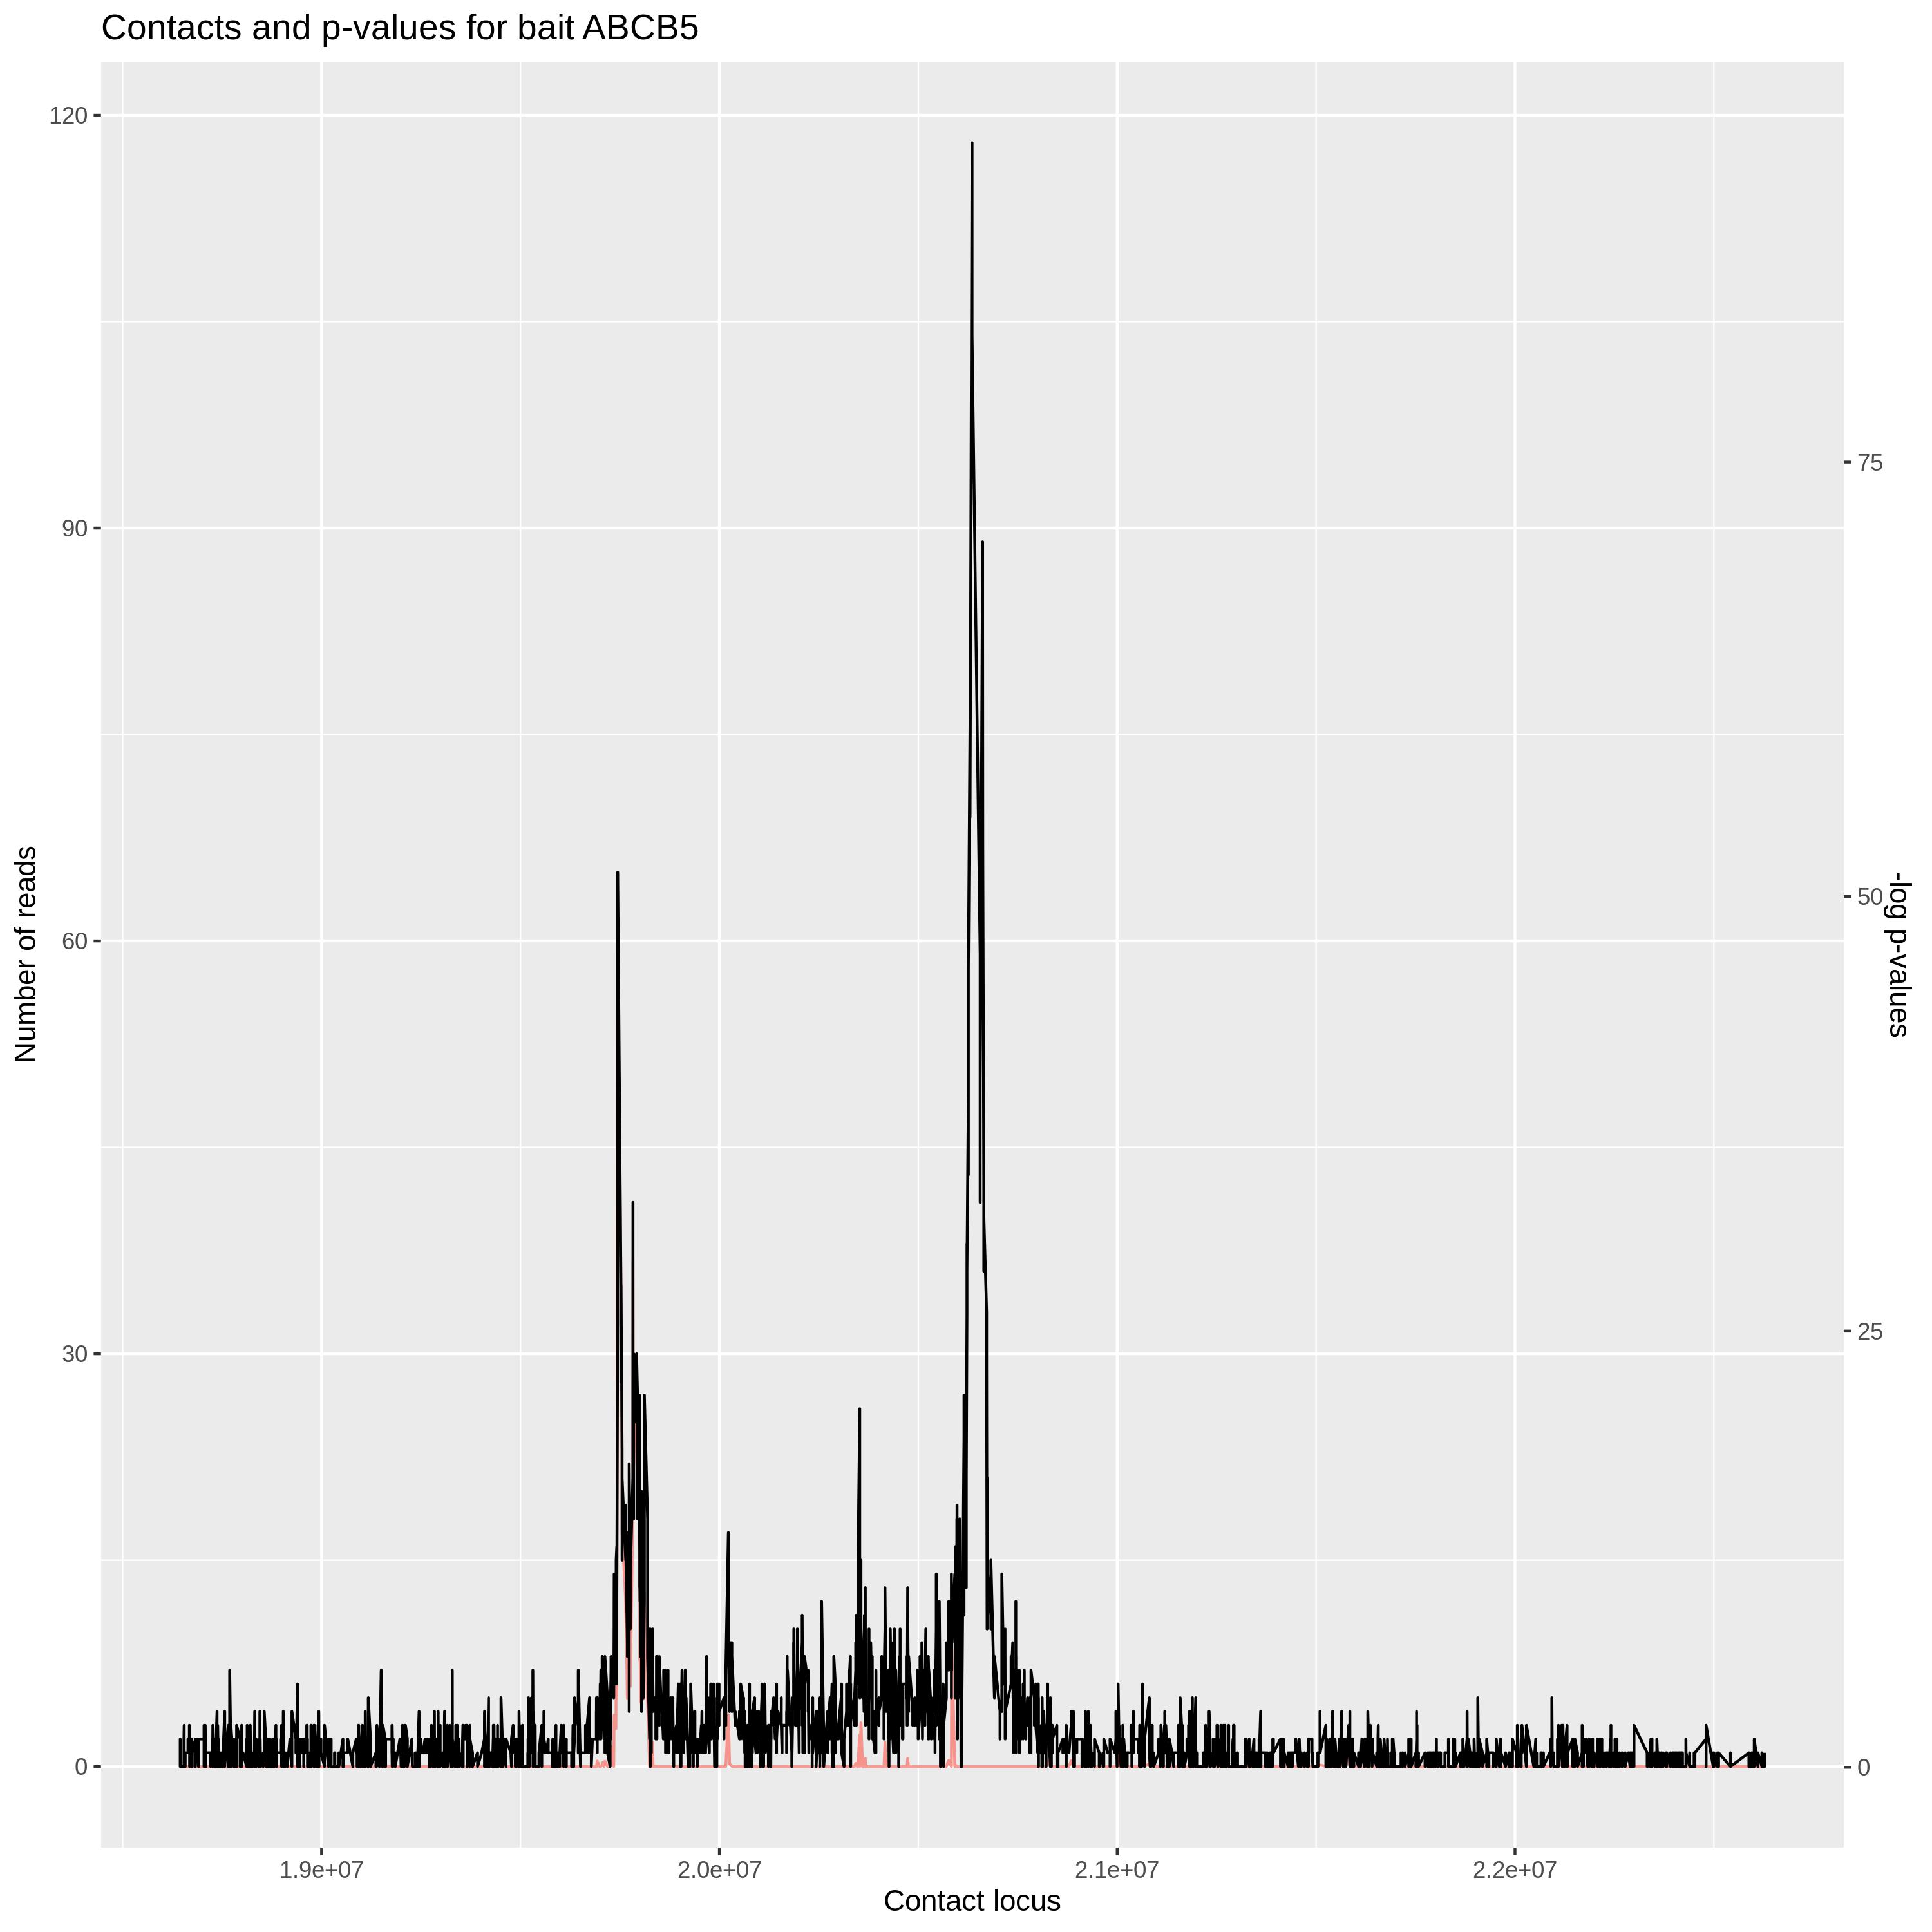 Contacts and p-values for bait ABCB5
120
90
60
30
0
Number of reads
75
50
25
0
-log p-values
1.9e+07 2.0e+07 2.1e+07 2.2e+07
Contact locus